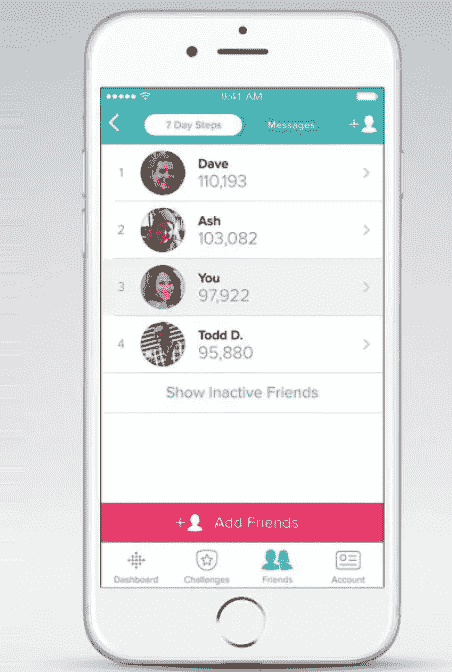 9:41 AM
7 Day Steps Messages +
1 Dave
110,193
2 Ash
103,082
3 You
97,922
4 Todd D.
95,880
Show Inactive Friends
+ Add Friends
Dashboard Challenges Friends Account